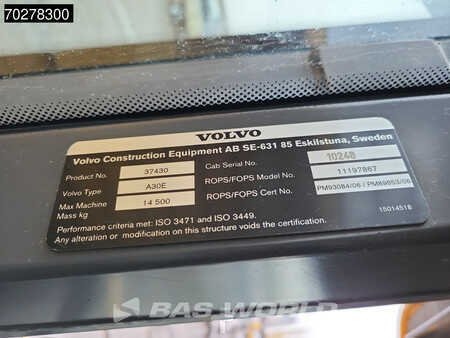 70278300
VOLVO
Volvo Construction Equipment AB SE-631 85 Eskilstuna, Sweden
Product No. 37430 Cab Serial No. 10248
Volvo Type A30E ROPS/FOPS Model No. 11197867
Max Machine Mass kg 14 500 ROPS/FOPS Cert No. PM93084/06 / PM89653/06
Performance criteria met: ISO 3471 and ISO 3449.
Any alteration or modification on this structure voids the certification.
15014518
BAS WORLD